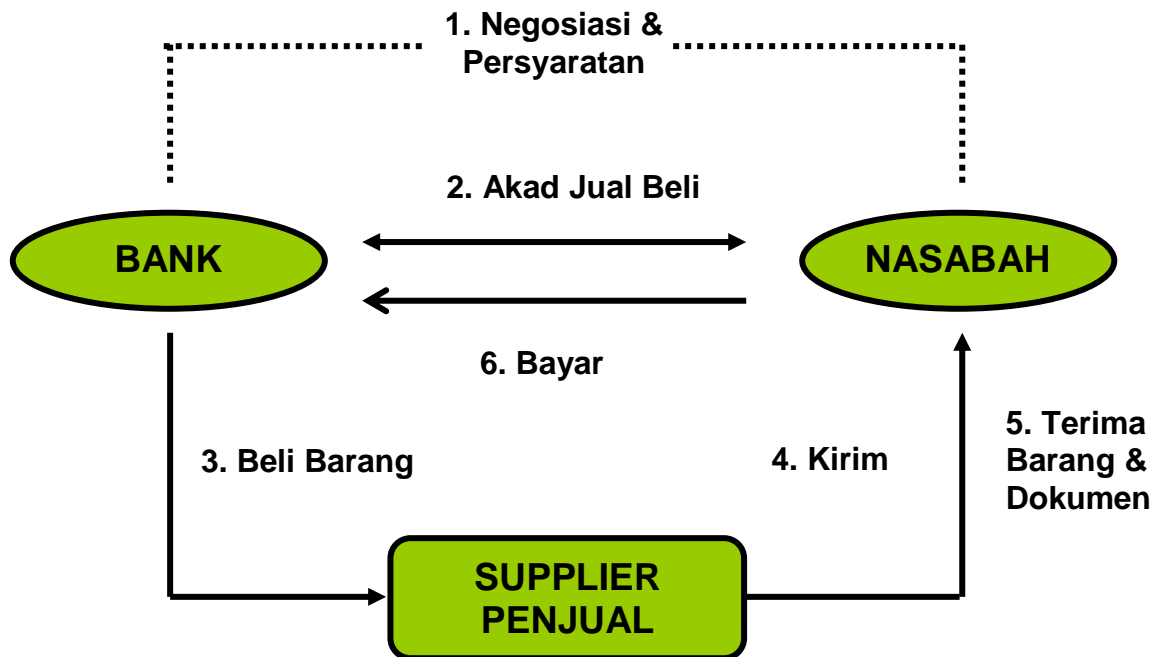 1. Negosiasi &
Persyaratan
2. Akad Jual Beli
BANK
NASABAH
6. Bayar
3. Beli Barang
4. Kirim
5. Terima
Barang &
Dokumen
SUPPLIER
PENJUAL